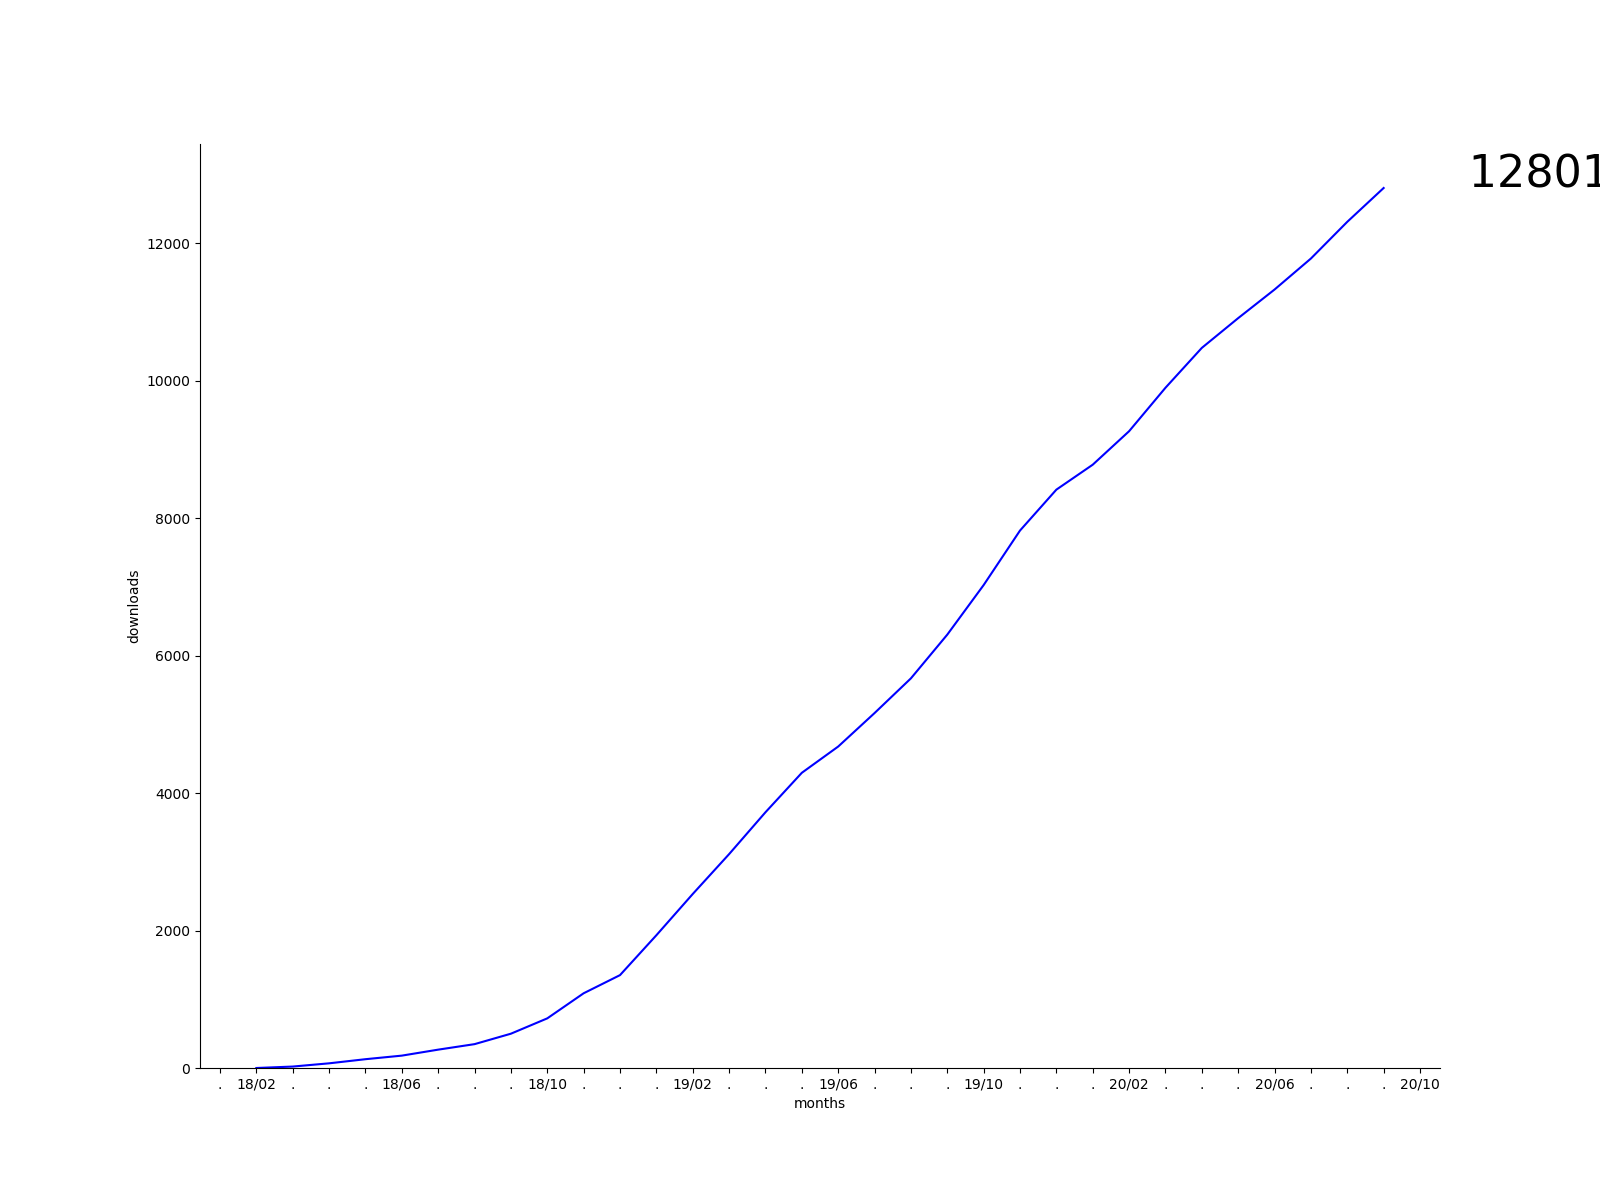 12801
12000
10000
8000
downloads
6000
4000
2000
0
. 18/02 . . . 18/06 . . . 18/10 . . . 19/02 . . . 19/06 . . . 19/10 . . . 20/02 . . . 20/06 . . . 20/10
months